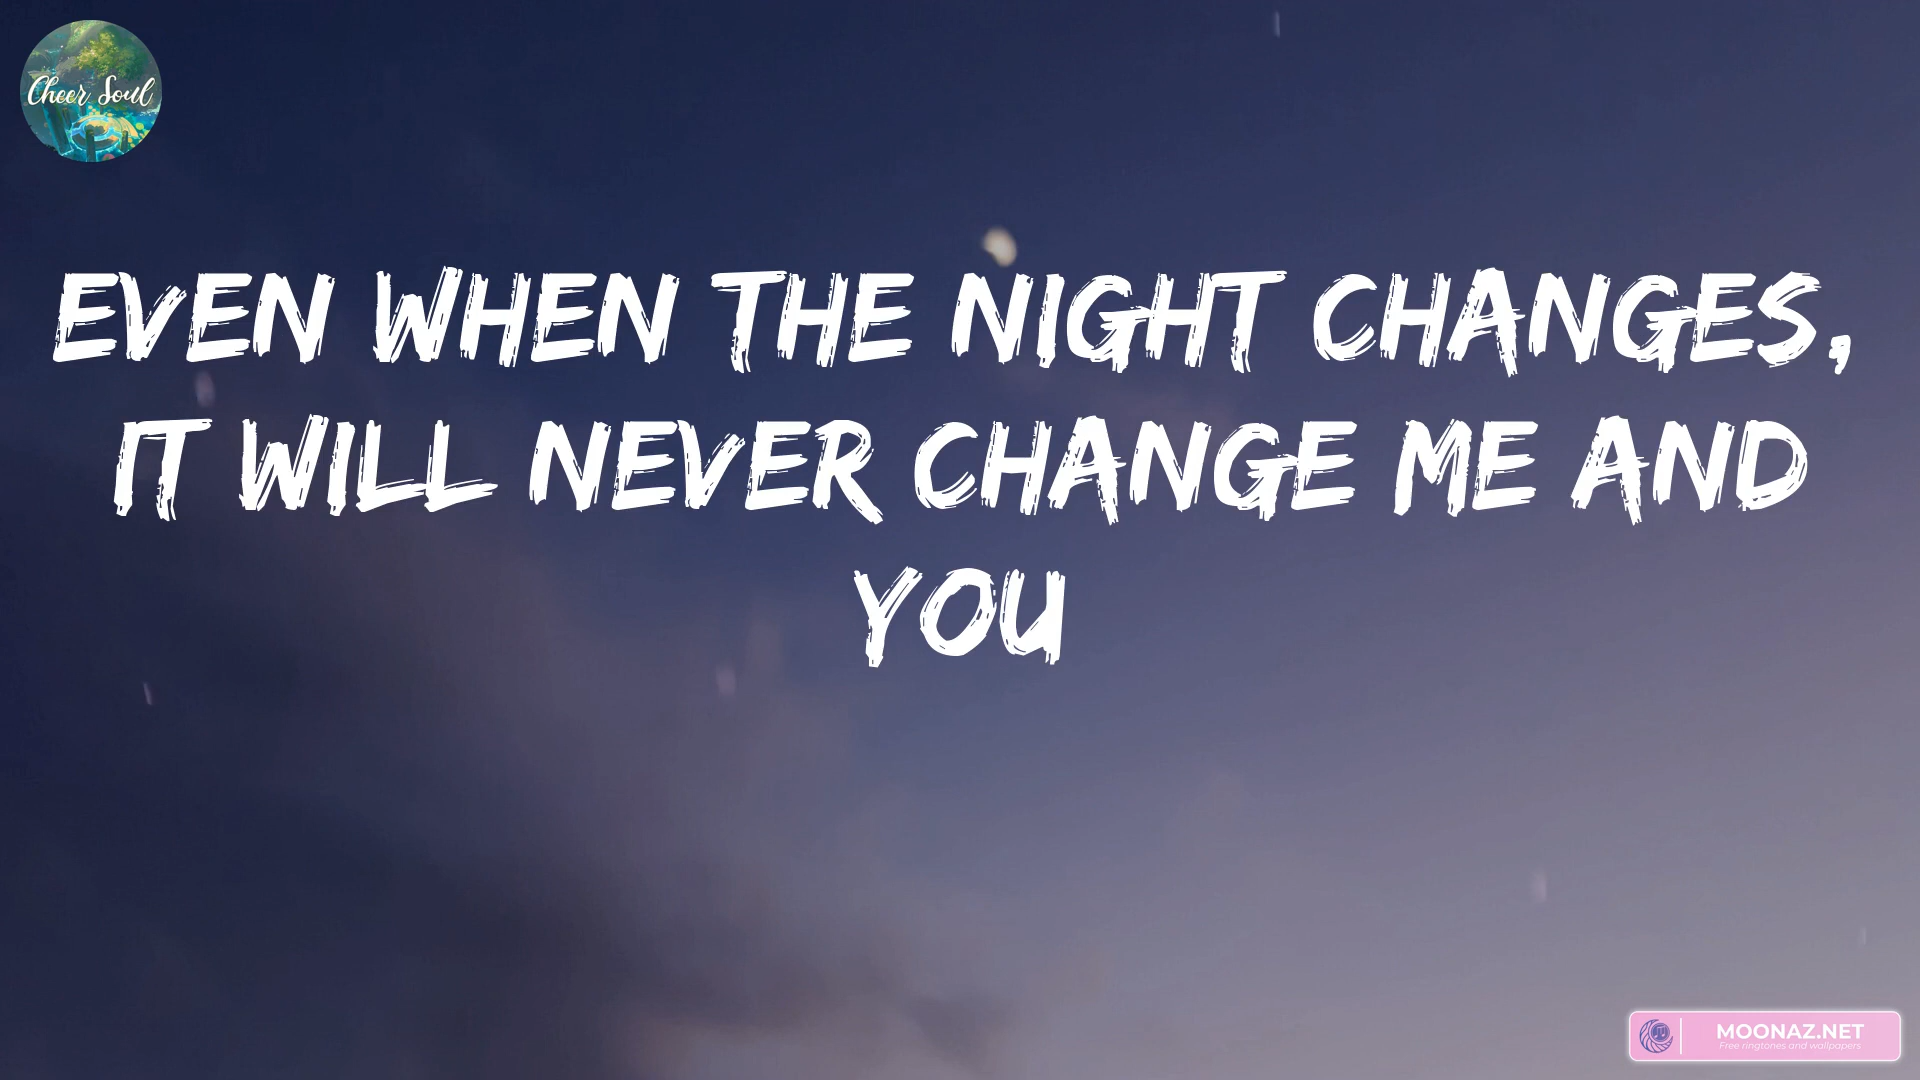 Cheer Soul
EVEN WHEN THE NIGHT CHANGES,
IT WILL NEVER CHANGE ME AND
YOU
MOONAZ.NET
Free ringtones and wallpapers